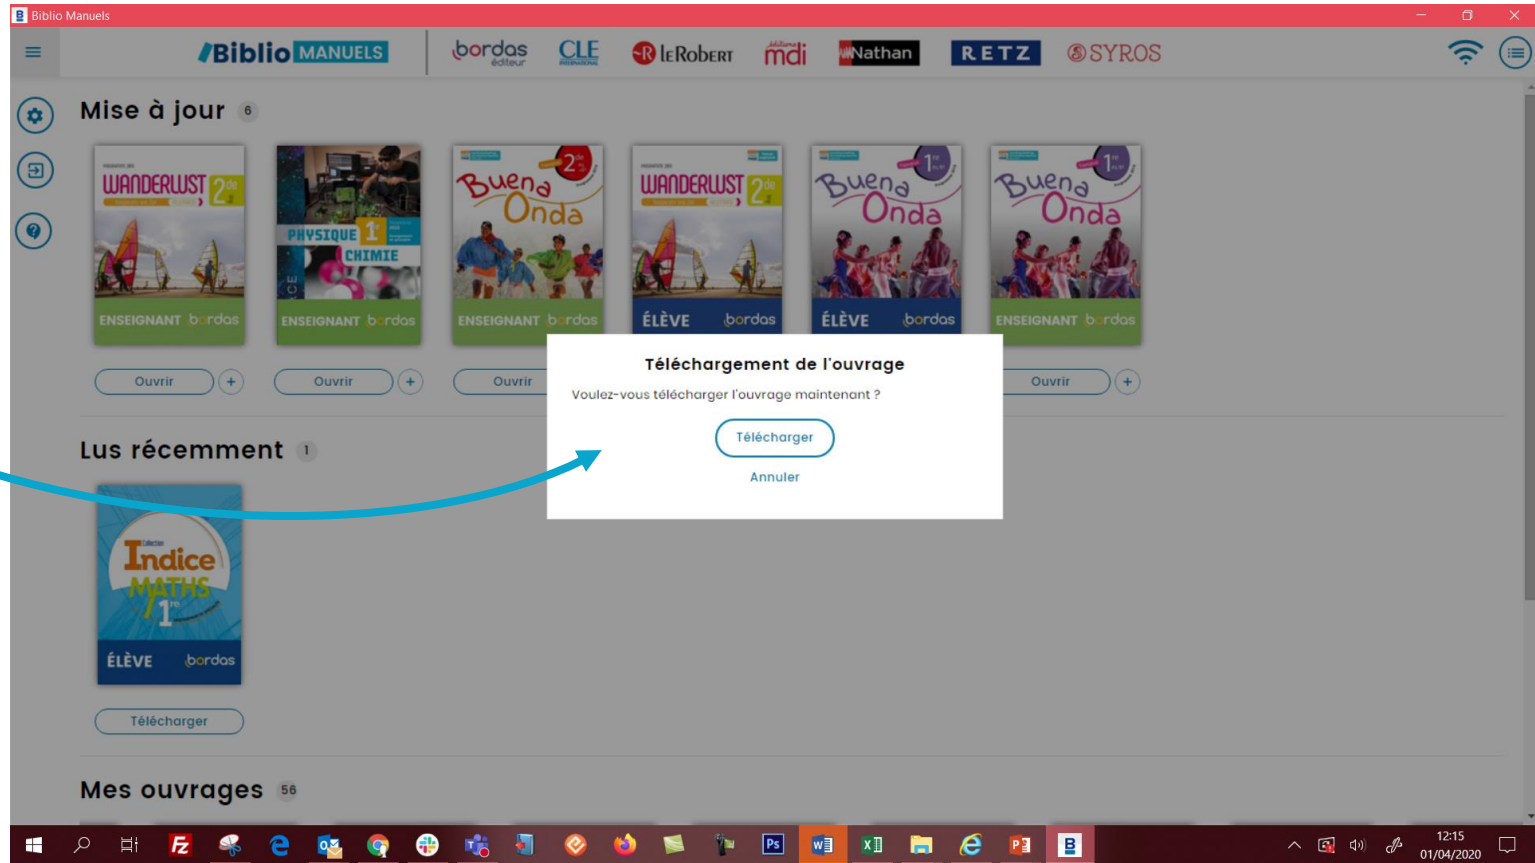 Biblio Manuels
/Biblio MANUELS
bordas
éditeur
CLE
INTERNATIONAL
R leRobert
éditions
mdi
Nathan
RETZ
SYROS
Mise à jour 6
WANDERLUST 2de
ENSEIGNANT bordas
PHYSIQUE 1re
CHIMIE
ENSEIGNANT bordas
2de
Buena
Onda
ENSEIGNANT bordas
WANDERLUST 2de
ÉLÈVE bordas
1re
Buena
Onda
ÉLÈVE bordas
1re
Buena
Onda
ENSEIGNANT bordas
Ouvrir +
Ouvrir +
Ouvrir
Ouvrir +
Téléchargement de l'ouvrage
Voulez-vous télécharger l'ouvrage maintenant ?
Télécharger
Annuler
Lus récemment 1
Collection
Indice
MATHS
1re
ÉLÈVE bordas
Télécharger
Mes ouvrages 56
12:15
01/04/2020